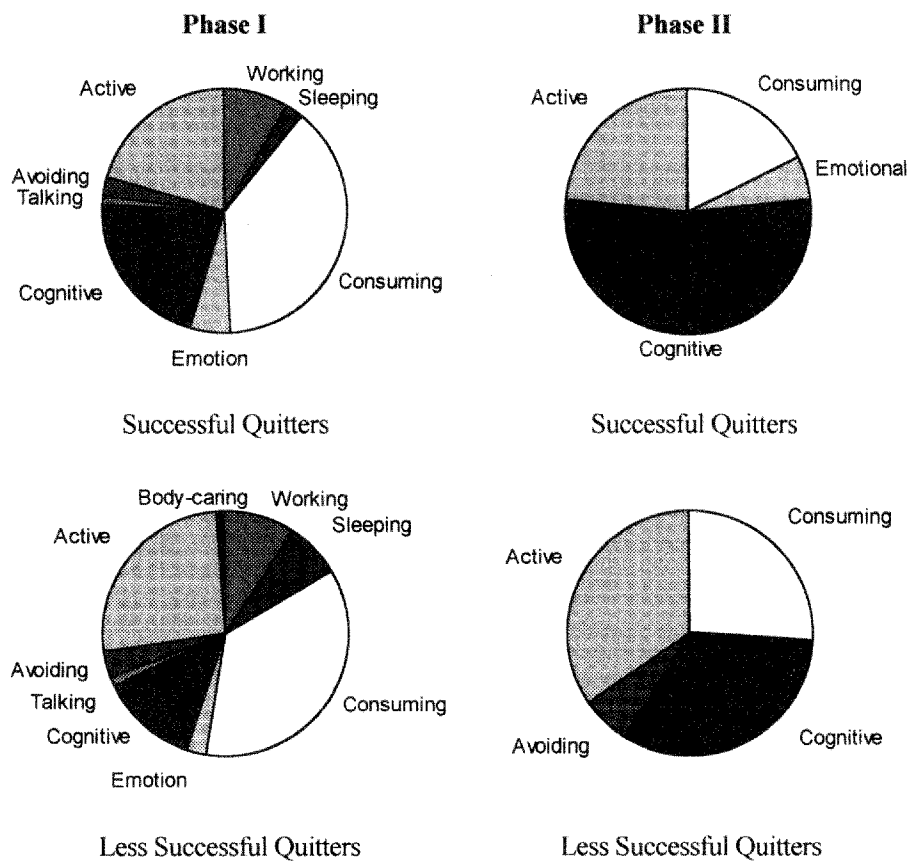 Phase I
Phase II
Working
Active
Sleeping
Avoiding
Talking
Cognitive
Consuming
Emotion
Successful Quitters
Active
Consuming
Emotional
Cognitive
Successful Quitters
Body-caring
Working
Active
Sleeping
Avoiding
Talking
Cognitive
Consuming
Emotion
Less Successful Quitters
Consuming
Active
Avoiding
Cognitive
Less Successful Quitters